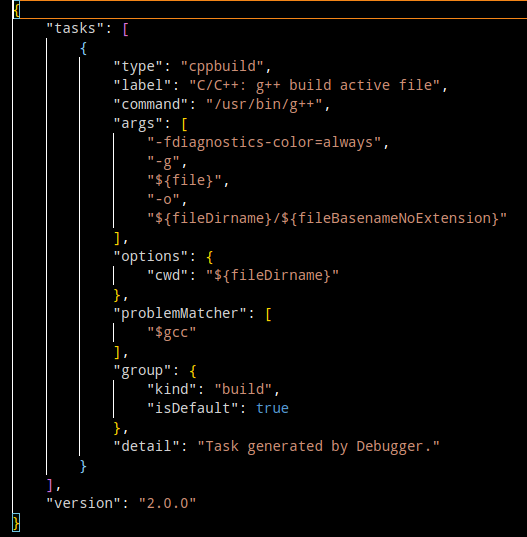 {
"tasks": [
{
"type": "cppbuild",
"label": "C/C++: g++ build active file",
"command": "/usr/bin/g++",
"args": [
"-fdiagnostics-color=always",
"-g",
"${file}",
"-o",
"${fileDirname}/${fileBasenameNoExtension}"
],
"options": {
"cwd": "${fileDirname}"
},
"problemMatcher": [
"$gcc"
],
"group": {
"kind": "build",
"isDefault": true
},
"detail": "Task generated by Debugger."
}
],
"version": "2.0.0"
}